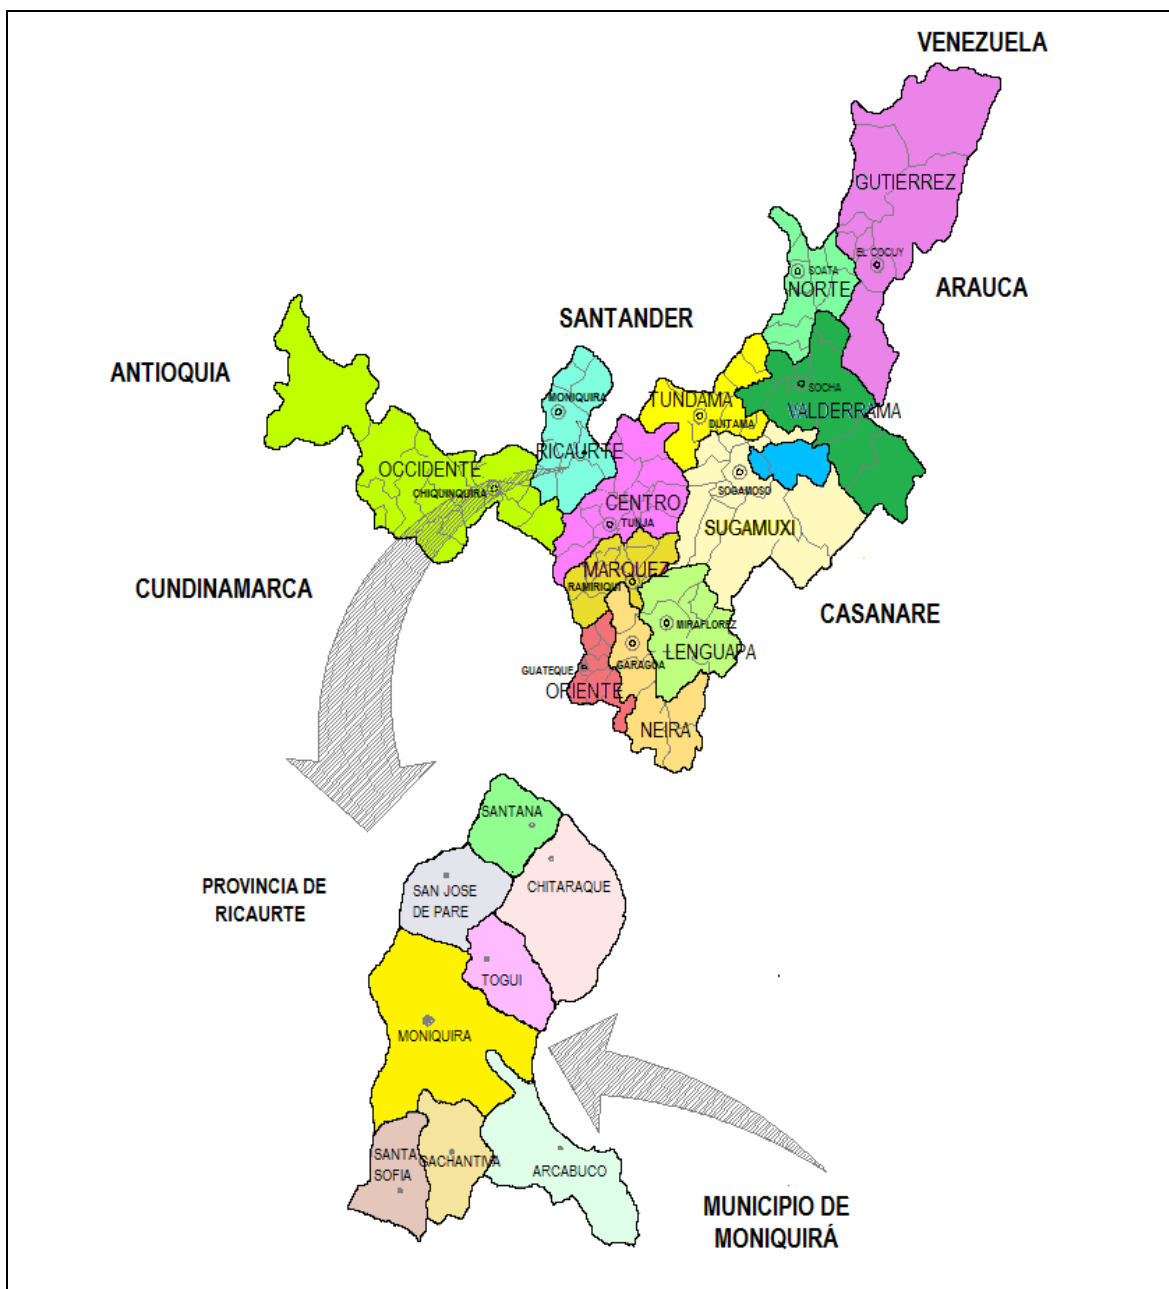 VENEZUELA
GUTIERREZ
EL COCUY
SOATA
NORTE
ARAUCA
SANTANDER
ANTIOQUIA
SOCHA
VALDERRAMA
MONIQUIRA
TUNDAMA
DUITAMA
RICAURTE
OCCIDENTE
CHIQUINQUIRA
SOGAMOSO
CENTRO
TUNJA
SUGAMUXI
MARQUEZ
RAMIRIQUI
CUNDINAMARCA
CASANARE
MIRAFLOREZ
LENGUAPA
GARAGOA
GUATEQUE
ORIENTE
NEIRA
SANTANA
PROVINCIA DE
RICAURTE
SAN JOSE
DE PARE
CHITARAQUE
TOGUI
MONIQUIRA
SANTA
SOFIA
GACHANTIVA
ARCABUCO
MUNICIPIO DE
MONIQUIRÁ